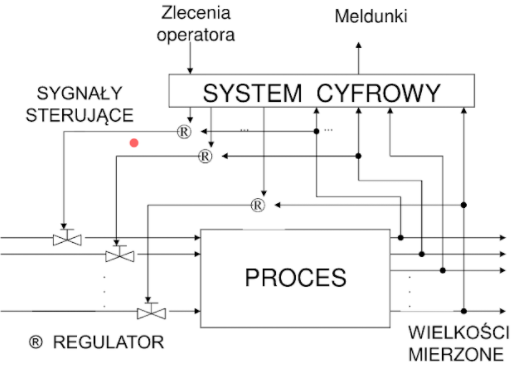 Zlecenia
operatora
Meldunki
SYGNAŁY
STERUJĄCE
SYSTEM CYFROWY
®
...
...
®
®
PROCES
® REGULATOR
WIELKOŚCI
MIERZONE